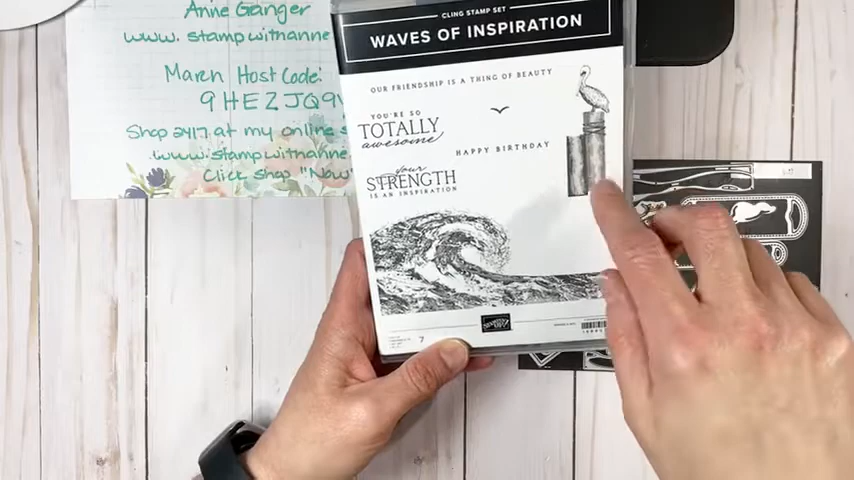 Anne Ganger
www.stampwithanne
Maren Host Code:
9HEZJQ9V
Shop 24/7 at my online s
www.stampwithanne
Click Shop "Now"
CLING STAMP SET
WAVES OF INSPIRATION
OUR FRIENDSHIP IS A THING OF BEAUTY
YOU'RE SO
TOTALLY
awesome
HAPPY BIRTHDAY
your
STRENGTH
IS AN INSPIRATION
7